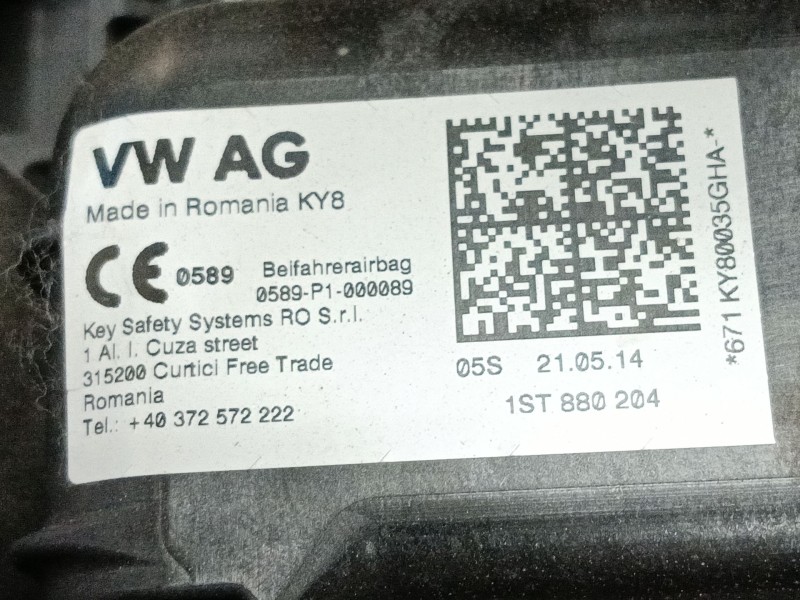 VW AG
Made in Romania KY8
CE 0589 Beifahrerairbag
0589-P1-000089
Key Safety Systems RO S.r.l.
1 Al. I. Cuza street
315200 Curtici Free Trade
Romania
Tel.: +40 372 572 222
05S 21.05.14
1ST 880 204
*671 KY80035GHA-*